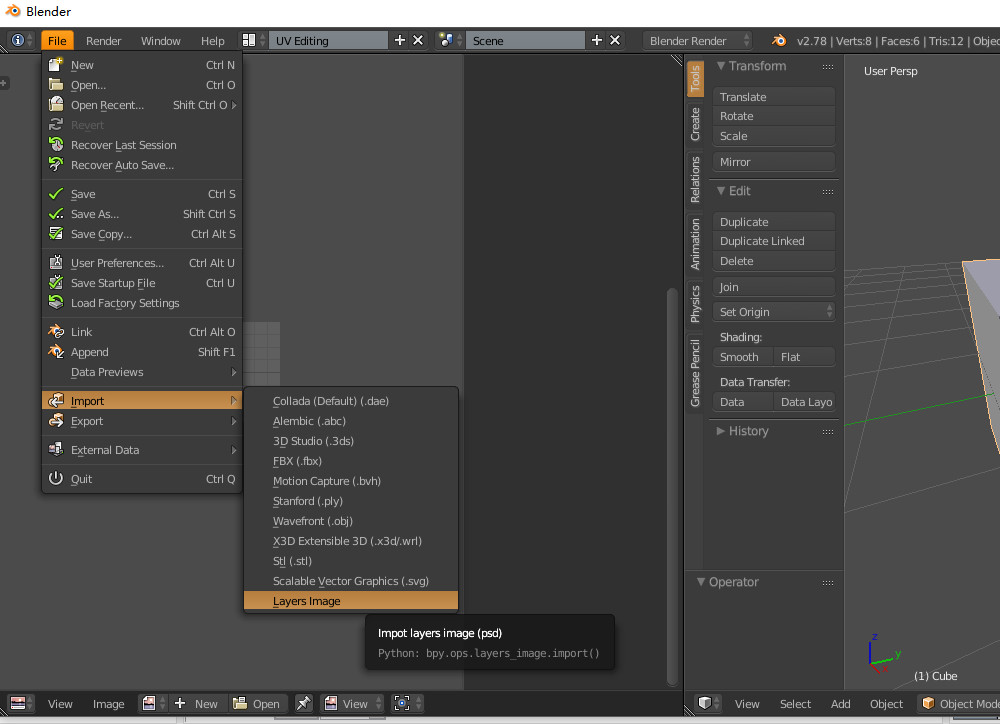 Blender
File Render Window Help UV Editing Scene Blender Render v2.78 | Verts:8 | Faces:6 | Tris:12 | Objec
New Ctrl N
Open... Ctrl O
Open Recent... Shift Ctrl O
Revert
Recover Last Session
Recover Auto Save...
Save Ctrl S
Save As... Shift Ctrl S
Save Copy... Ctrl Alt S
User Preferences... Ctrl Alt U
Save Startup File Ctrl U
Load Factory Settings
Link Ctrl Alt O
Append Shift F1
Data Previews
Import
Export
External Data
Quit Ctrl Q
Collada (Default) (.dae)
Alembic (.abc)
3D Studio (.3ds)
FBX (.fbx)
Motion Capture (.bvh)
Stanford (.ply)
Wavefront (.obj)
X3D Extensible 3D (.x3d/.wrl)
Stl (.stl)
Scalable Vector Graphics (.svg)
Layers Image
Impot layers image (psd)
Python: bpy.ops.layers_image.import()
Tools
Create
Relations
Animation
Physics
Grease Pencil
Transform
Translate
Rotate
Scale
Mirror
Edit
Duplicate
Duplicate Linked
Delete
Join
Set Origin
Shading:
Smooth Flat
Data Transfer:
Data Data Layo
History
Operator
User Persp
z
y
x
(1) Cube
View Image New Open View
View Select Add Object Object Mode